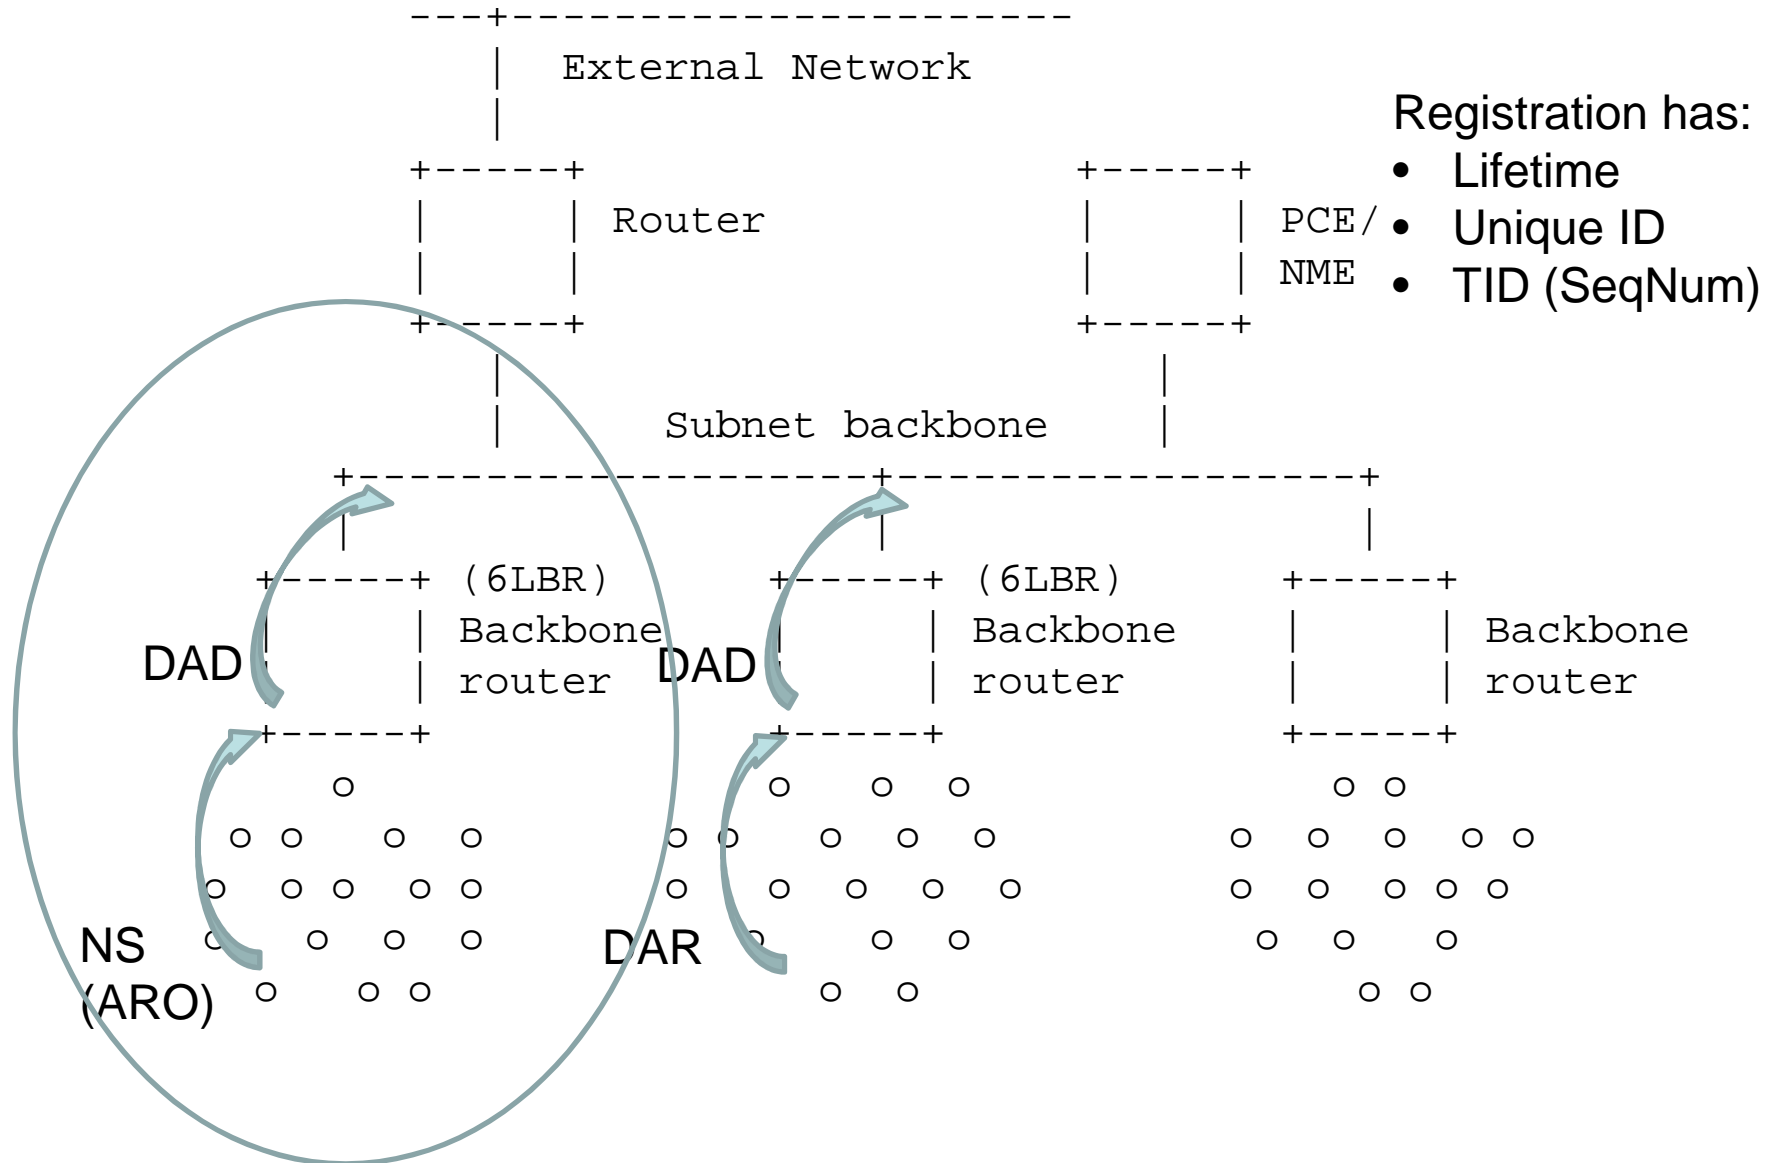 External Network
Registration has:
• Lifetime
Router
PCE/
• Unique ID
NME
• TID (SeqNum)
Subnet backbone
(6LBR)
Backbone
router
DAD
(6LBR)
Backbone
router
DAD
Backbone
router
NS
(ARO)
DAR